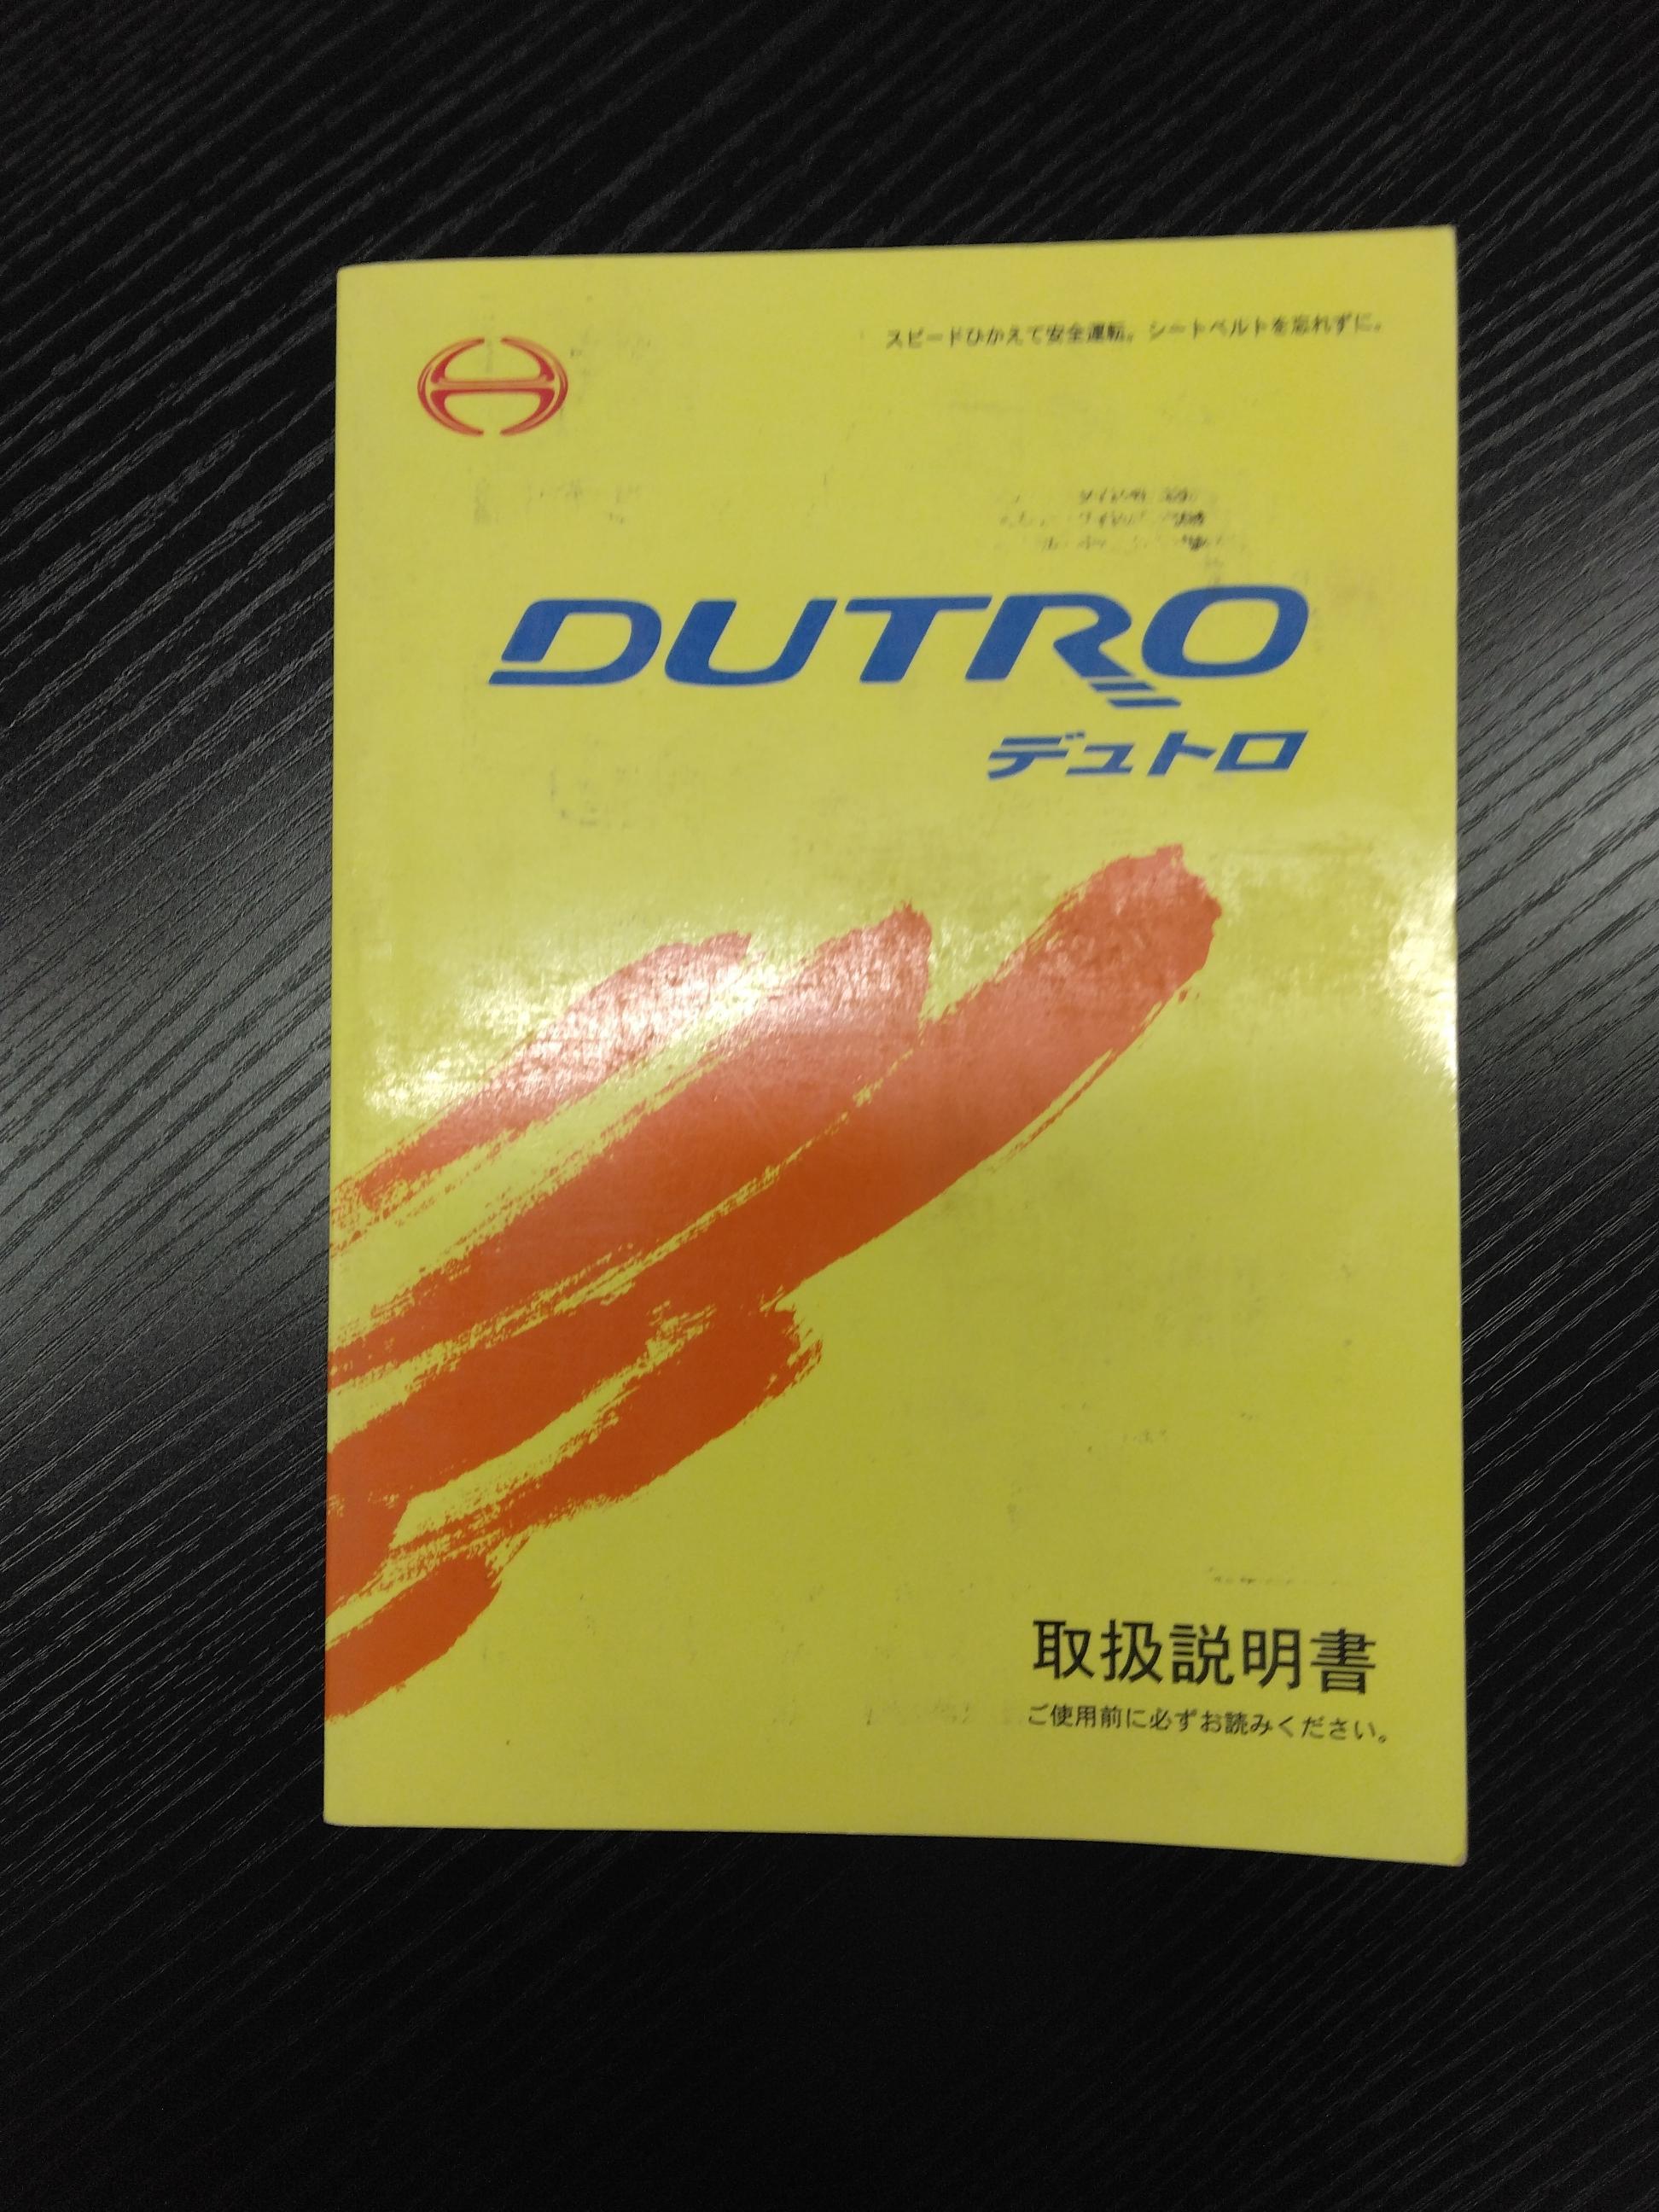 スピードひかえて安全運転。シートベルトを忘れずに。
DUTRO
デュトロ
取扱説明書
ご使用前に必ずお読みください。